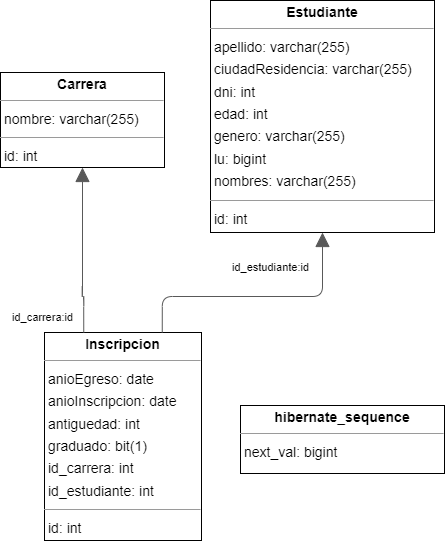 Estudiante
apellido: varchar(255)
ciudadResidencia: varchar(255)
dni: int
edad: int
genero: varchar(255)
lu: bigint
nombres: varchar(255)
id: int
Carrera
nombre: varchar(255)
id: int
id_estudiante:id
id_carrera:id
Inscripcion
anioEgreso: date
anioInscripcion: date
antiguedad: int
graduado: bit(1)
id_carrera: int
id_estudiante: int
id: int
hibernate_sequence
next_val: bigint